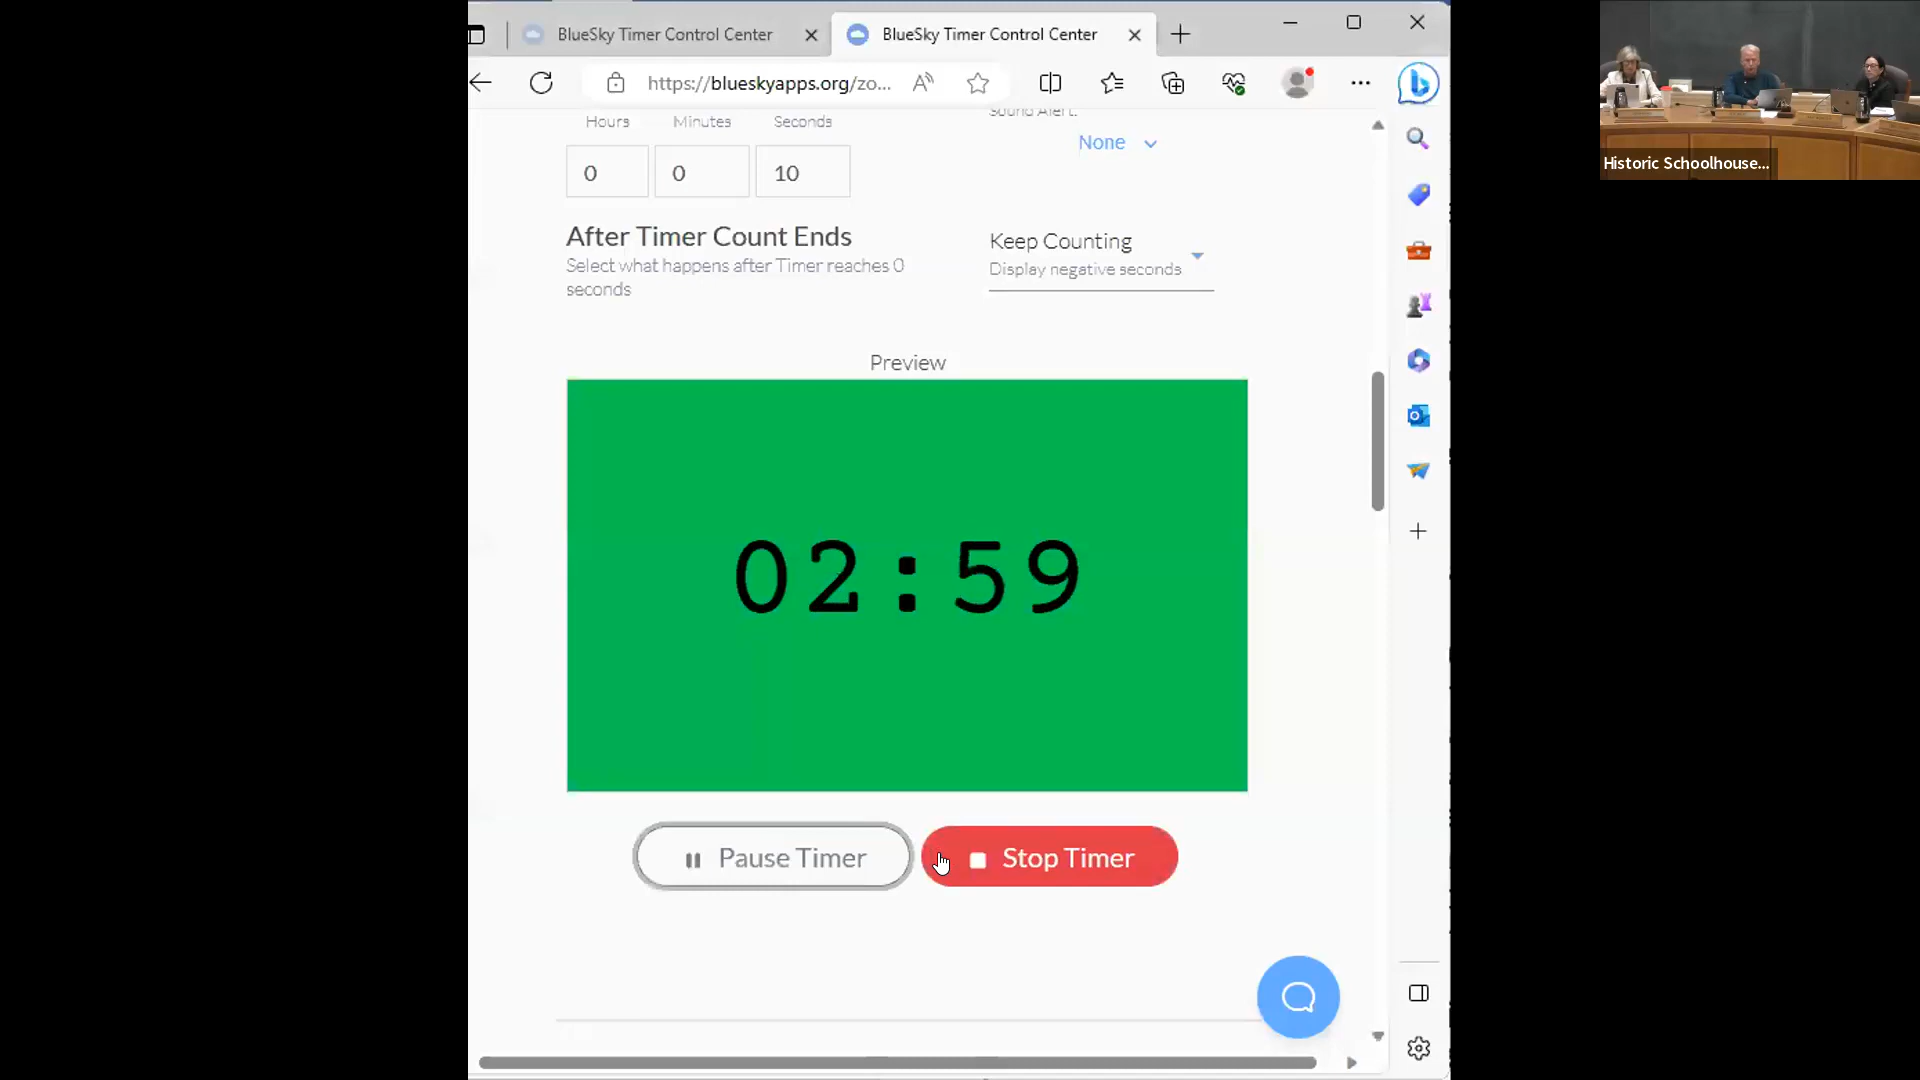 BlueSky Timer Control Center
BlueSky Timer Control Center
https://blueskyapps.org/zo...
Sound Alert:
Hours
Minutes
Seconds
None
0
0
10
After Timer Count Ends
Select what happens after Timer reaches 0
seconds
Keep Counting
Display negative seconds
Preview
02:59
Pause Timer
Stop Timer
Historic Schoolhouse...